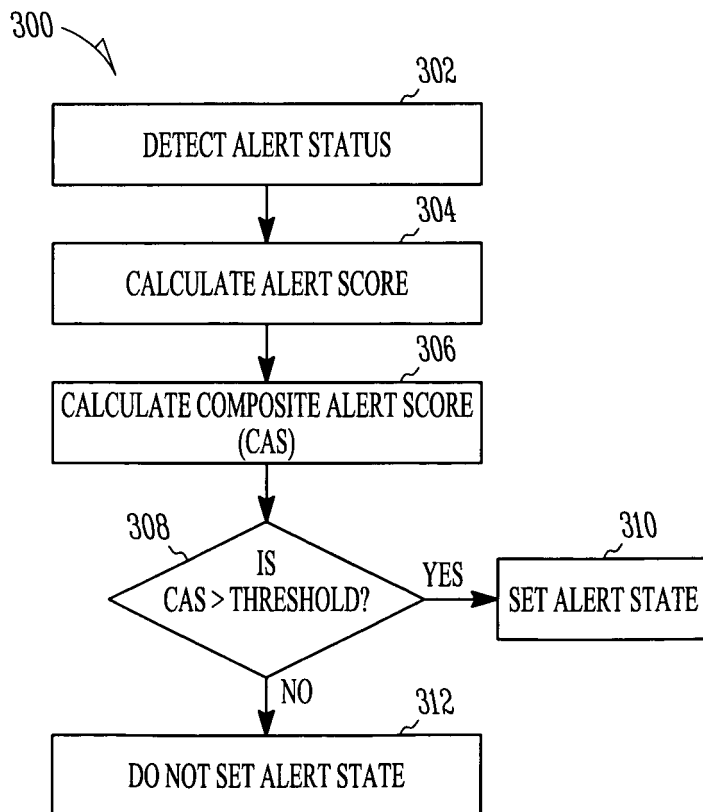 300
302
DETECT ALERT STATUS
304
CALCULATE ALERT SCORE
306
CALCULATE COMPOSITE ALERT SCORE
(CAS)
308
IS
CAS > THRESHOLD?
YES
310
SET ALERT STATE
NO
312
DO NOT SET ALERT STATE